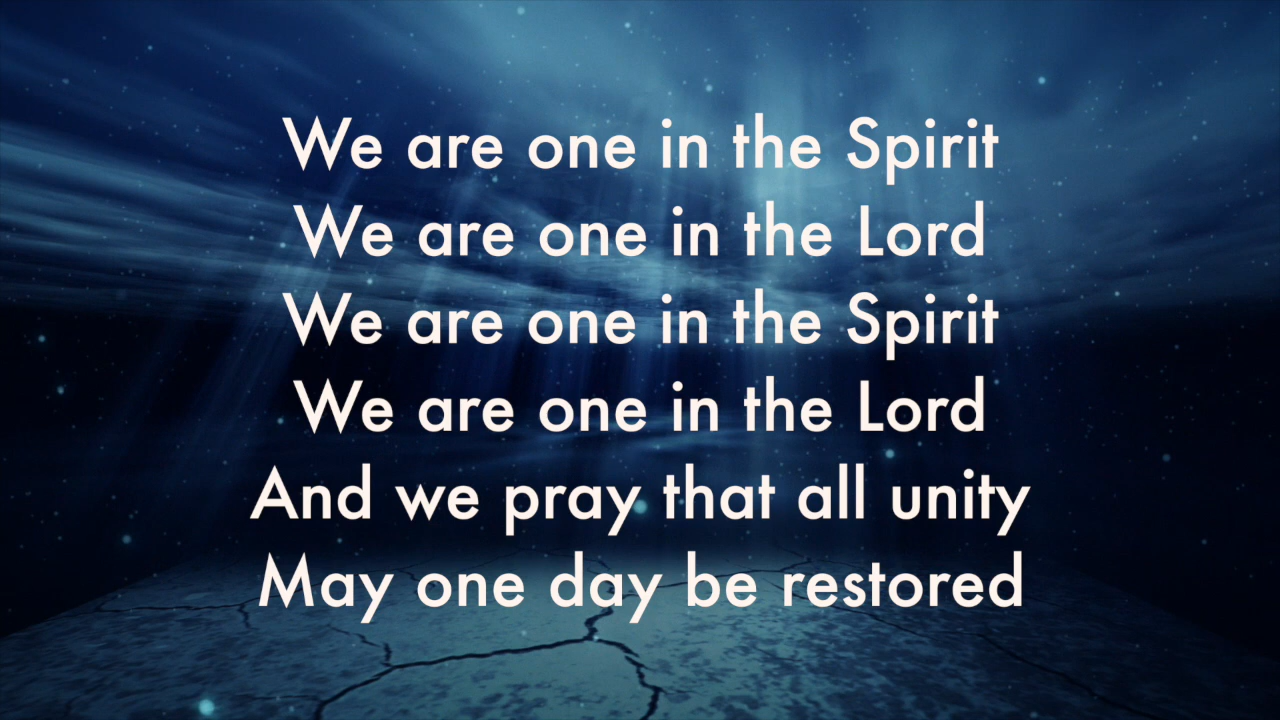 We are one in the Spirit
We are one in the Lord
We are one in the Spirit
We are one in the Lord
And we pray that all unity
May one day be restored